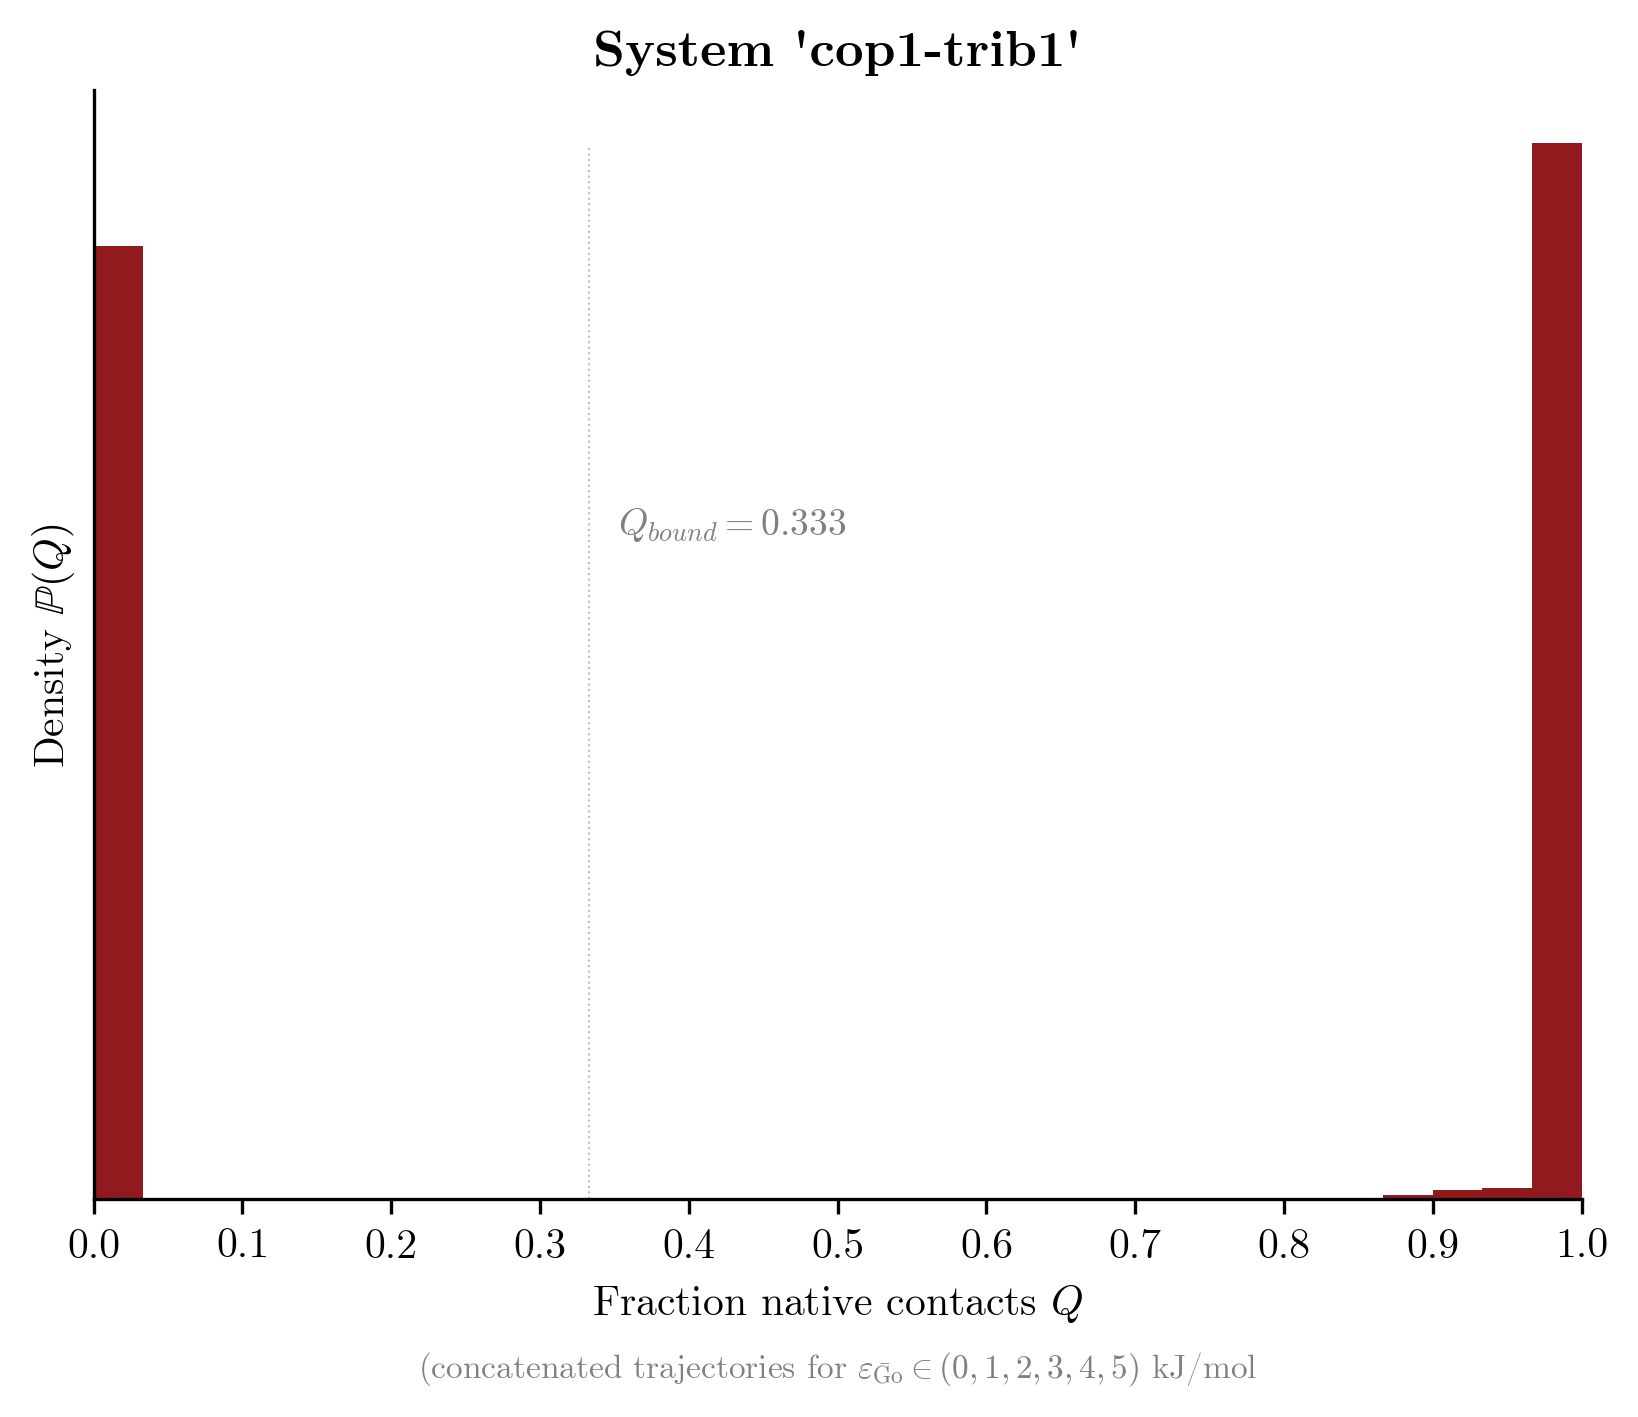 System 'cop1-trib1'
Density ℙ(Q)
Q_bound = 0.333
0.0 0.1 0.2 0.3 0.4 0.5 0.6 0.7 0.8 0.9 1.0
Fraction native contacts Q
(concatenated trajectories for ε_Ḡo ∈ (0, 1, 2, 3, 4, 5) kJ/mol